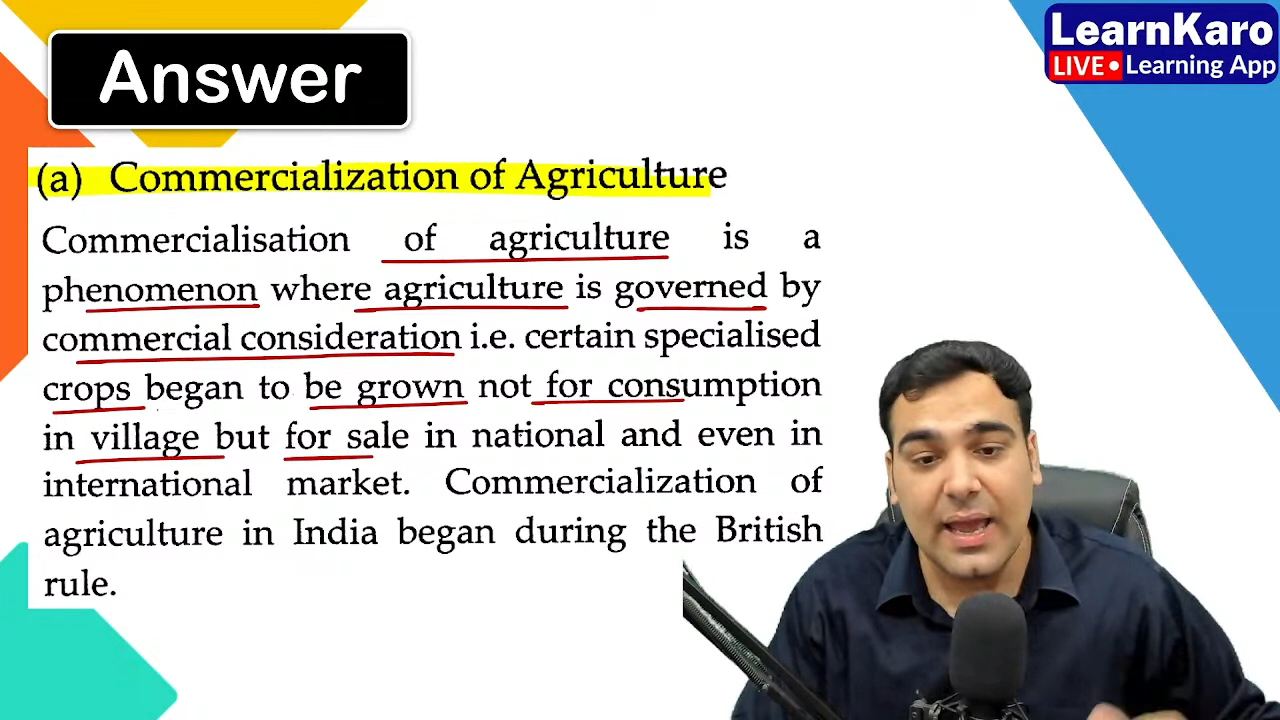 Answer
LearnKaro
LIVE • Learning App
(a) Commercialization of Agriculture
Commercialisation of agriculture is a
phenomenon where agriculture is governed by
commercial consideration i.e. certain specialised
crops began to be grown not for consumption
in village but for sale in national and even in
international market. Commercialization of
agriculture in India began during the British
rule.